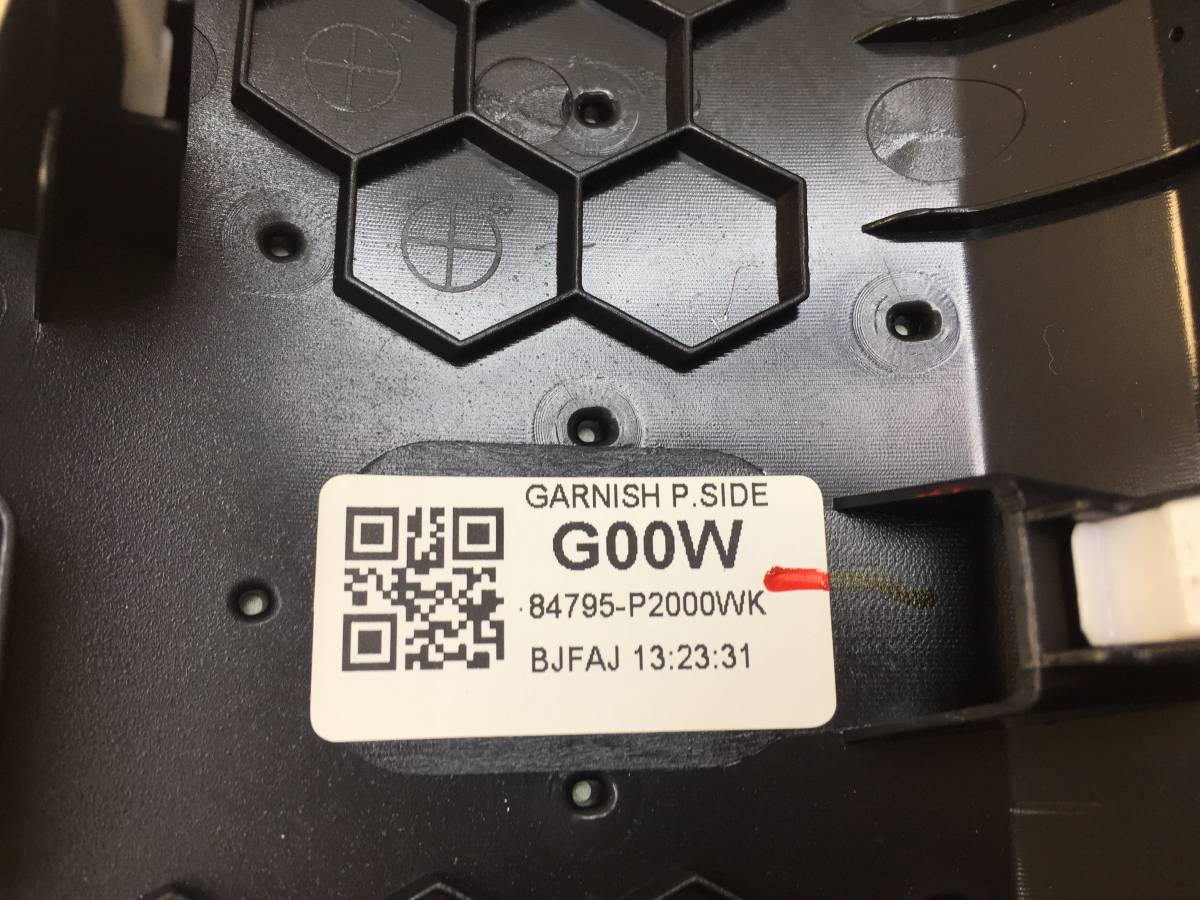 GARNISH P.SIDE
G00W
84795-P2000WK
BJFAJ 13:23:31